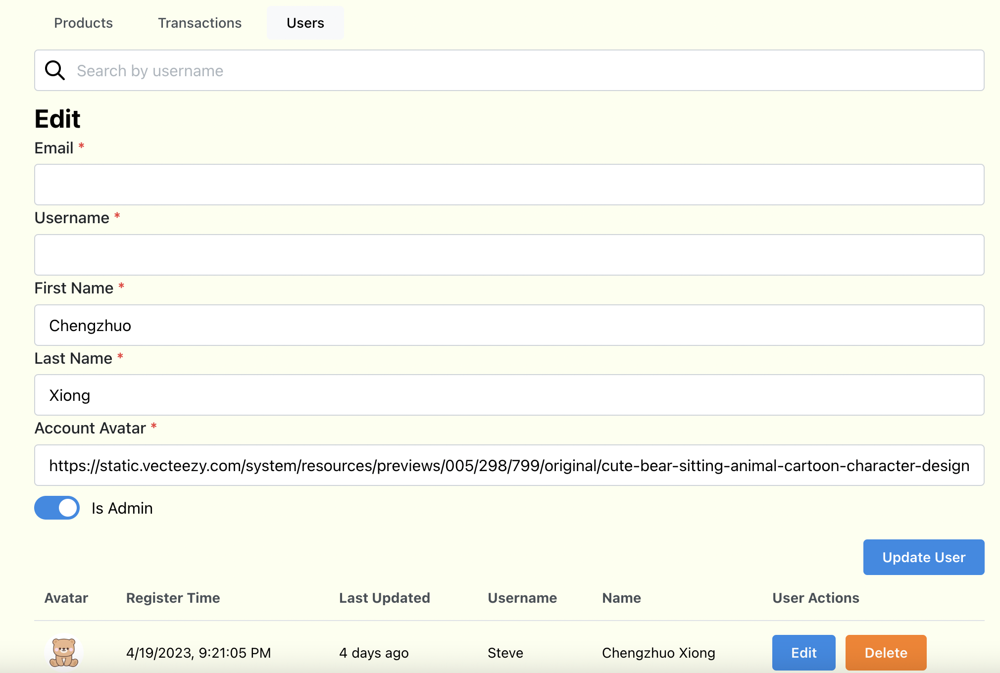 Products Transactions Users
Search by username
Edit
Email *
Username *
First Name *
Chengzhuo
Last Name *
Xiong
Account Avatar *
https://static.vecteezy.com/system/resources/previews/005/298/799/original/cute-bear-sitting-animal-cartoon-character-design
Is Admin
Update User
Avatar Register Time Last Updated Username Name User Actions
4/19/2023, 9:21:05 PM 4 days ago Steve Chengzhuo Xiong Edit Delete